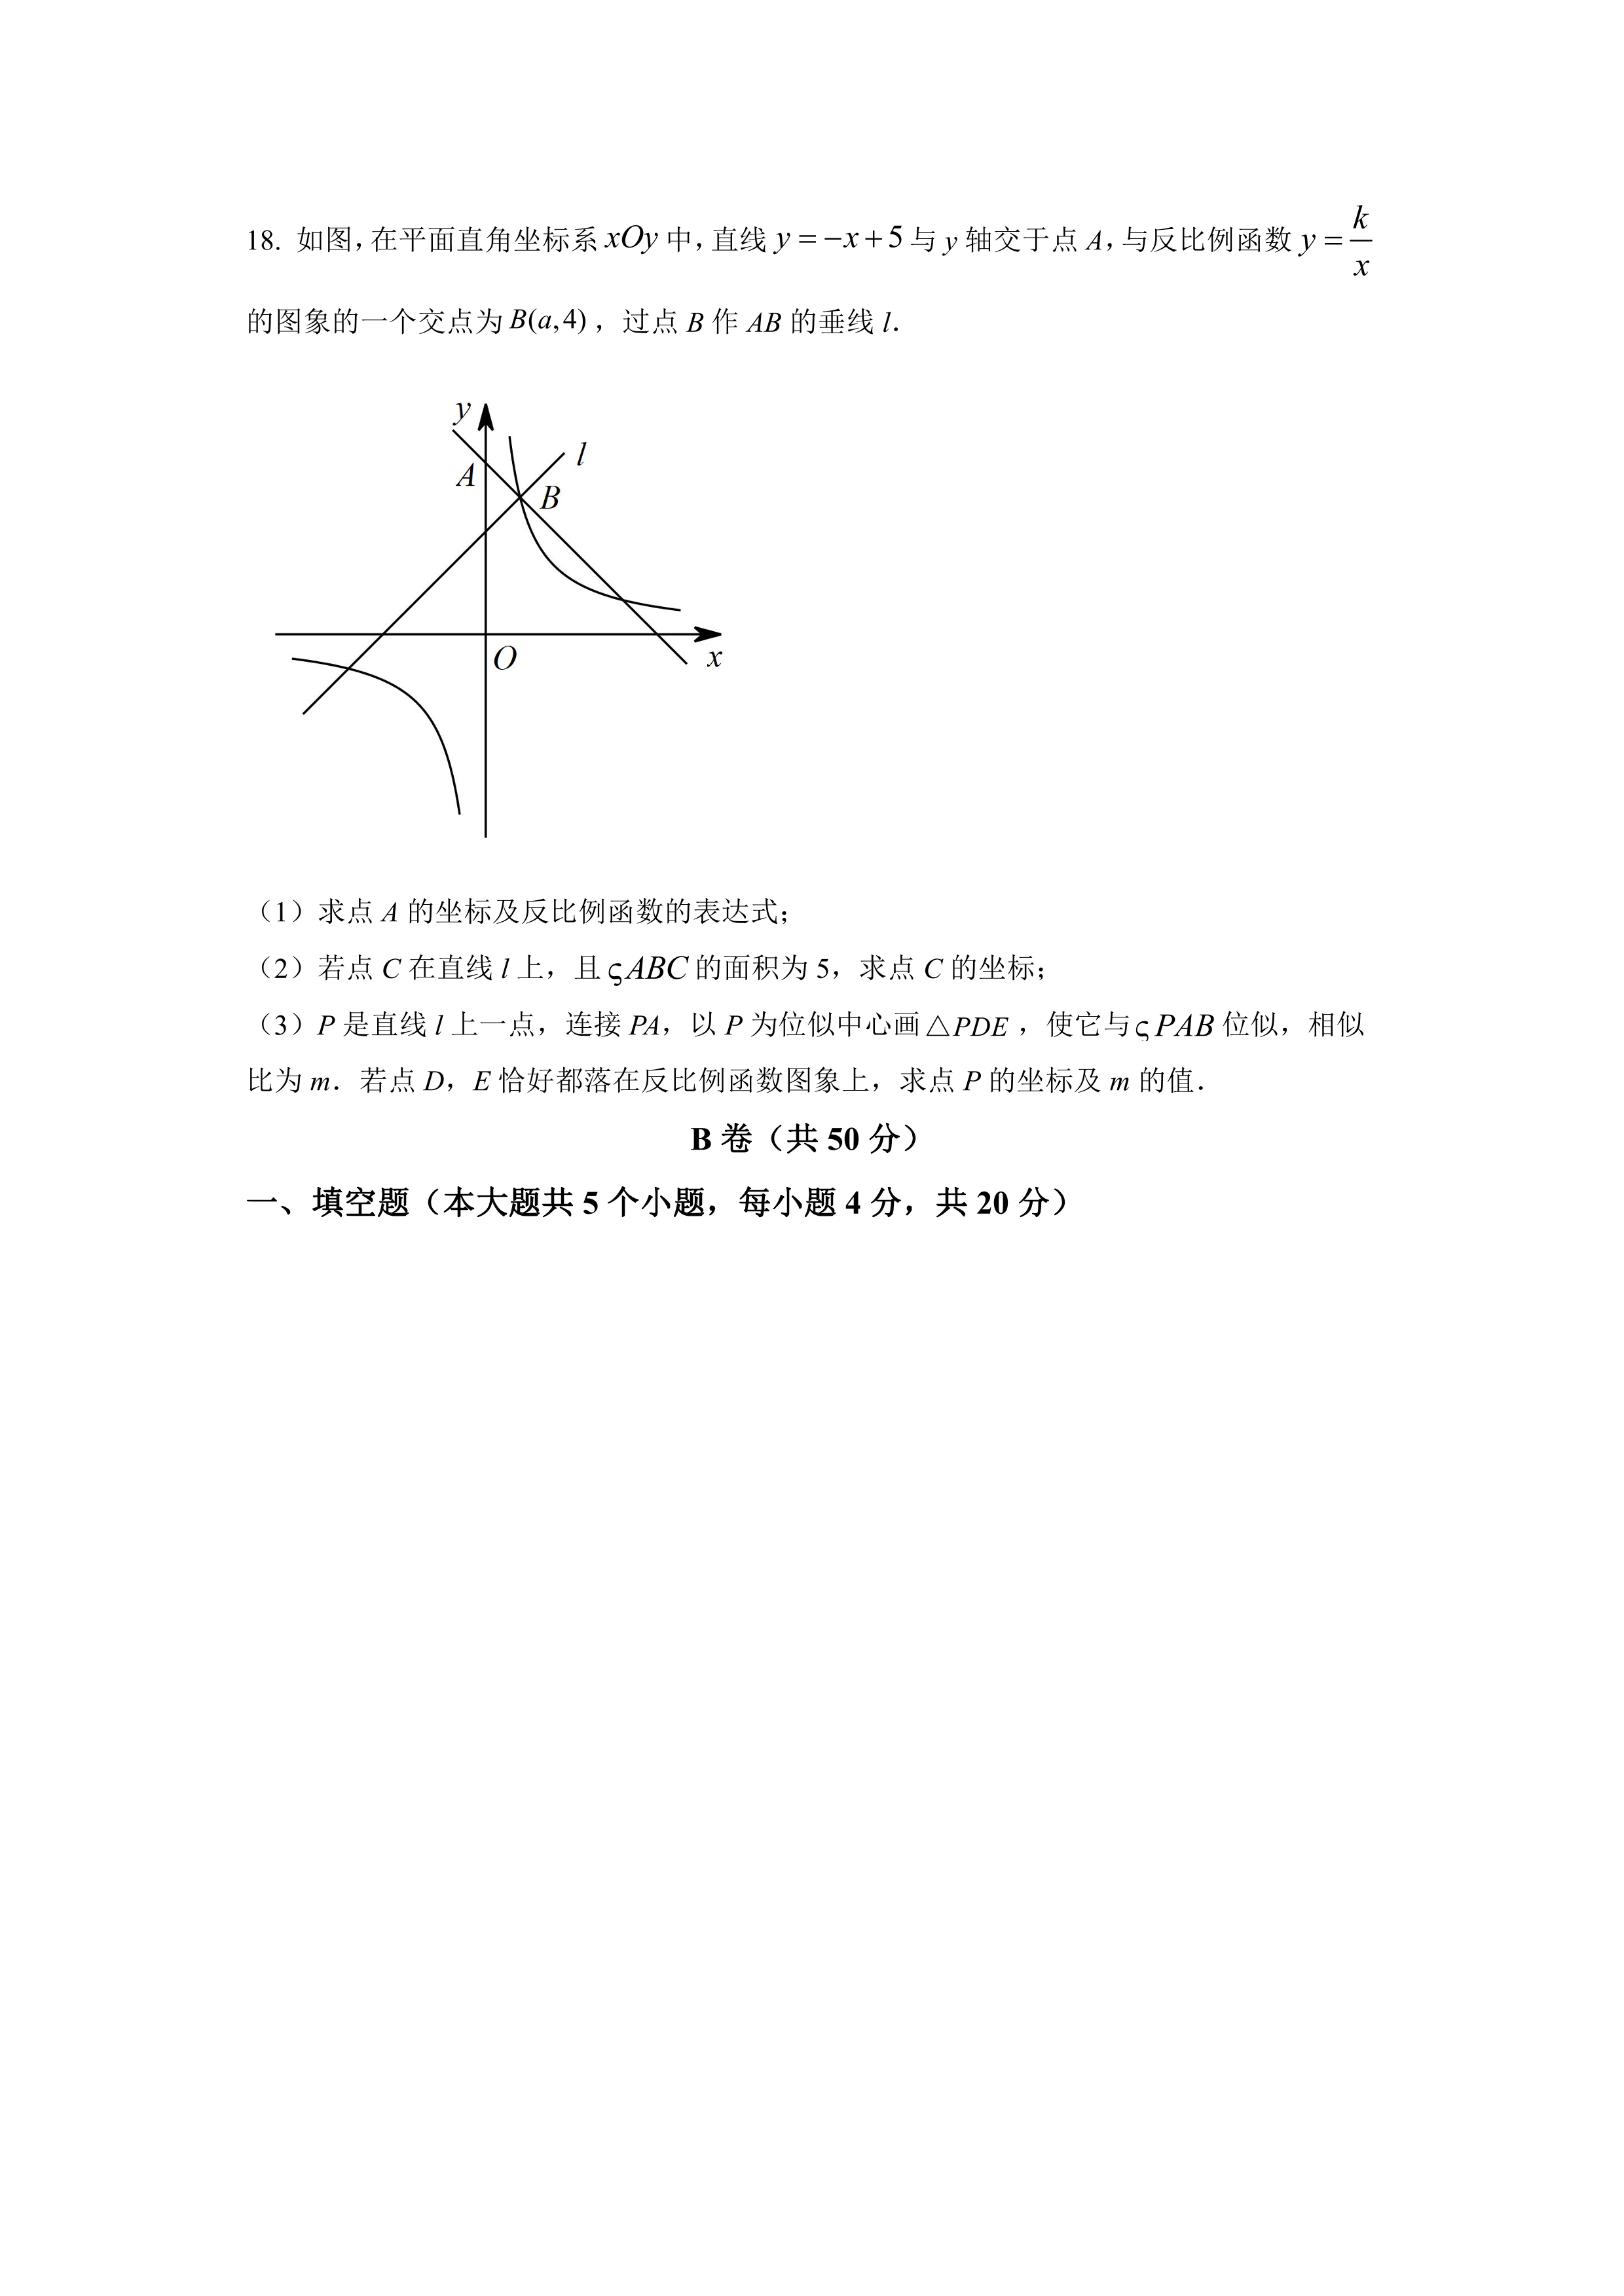 18. 如图，在平面直角坐标系 xOy 中，直线 y = −x + 5 与 y 轴交于点 A，与反比例函数 y = k/x
的图象的一个交点为 B(a,4)，过点 B 作 AB 的垂线 l．
y
l
A
B
O
x
（1）求点 A 的坐标及反比例函数的表达式；
（2）若点 C 在直线 l 上，且 ςABC 的面积为 5，求点 C 的坐标；
（3）P 是直线 l 上一点，连接 PA，以 P 为位似中心画 △PDE，使它与 ςPAB 位似，相似
比为 m．若点 D，E 恰好都落在反比例函数图象上，求点 P 的坐标及 m 的值．
B 卷（共 50 分）
一、填空题（本大题共 5 个小题，每小题 4 分，共 20 分）